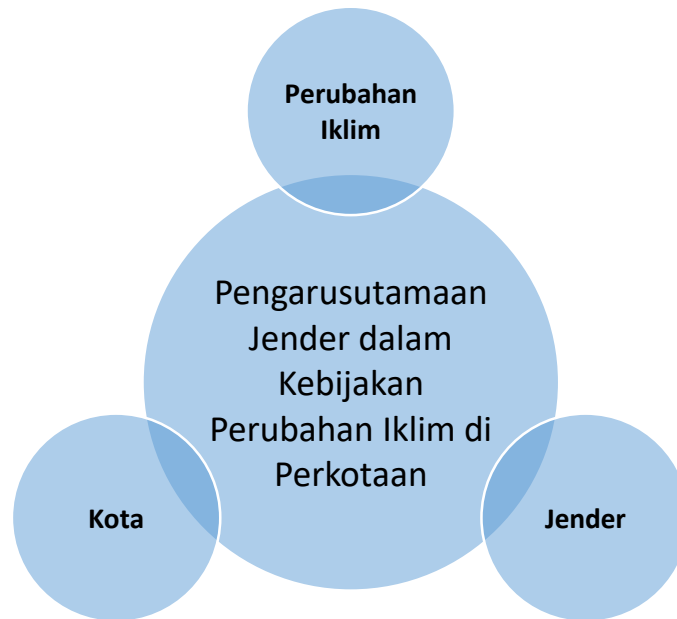 Perubahan
Iklim
Pengarusutamaan
Jender dalam
Kebijakan
Perubahan Iklim di
Perkotaan
Kota
Jender